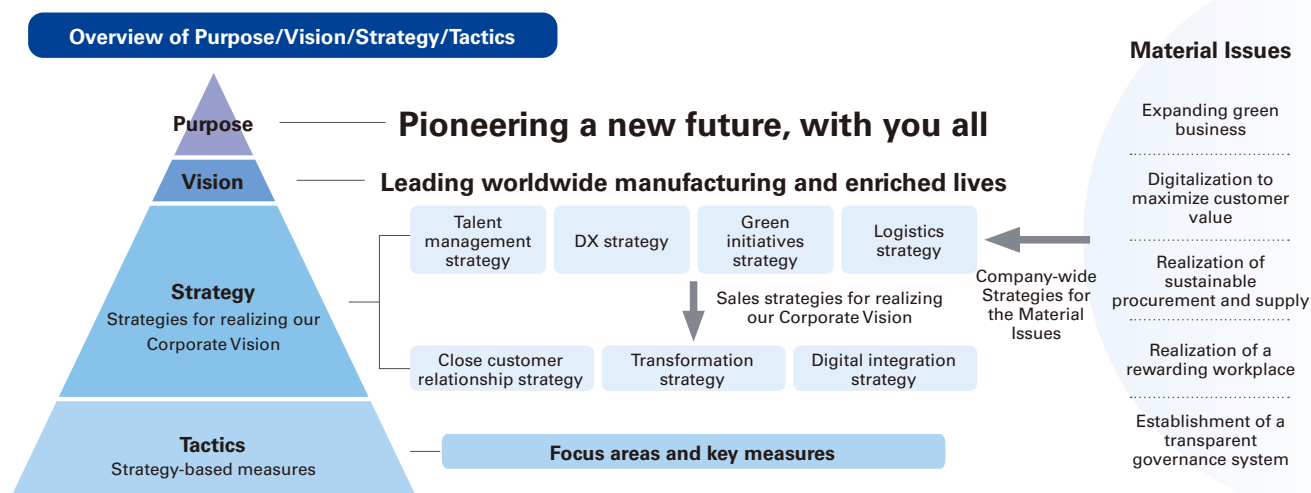 Overview of Purpose/Vision/Strategy/Tactics
Purpose
Pioneering a new future, with you all
Vision
Leading worldwide manufacturing and enriched lives
Strategy
Strategies for realizing our
Corporate Vision
Talent
management
strategy
DX strategy
Green
initiatives
strategy
Logistics
strategy
Sales strategies for realizing
our Corporate Vision
Company-wide
Strategies for
the Material
Issues
Close customer
relationship strategy
Transformation
strategy
Digital integration
strategy
Tactics
Strategy-based measures
Focus areas and key measures
Material Issues
Expanding green
business
Digitalization to
maximize customer
value
Realization of
sustainable
procurement and supply
Realization of a
rewarding workplace
Establishment of a
transparent
governance system